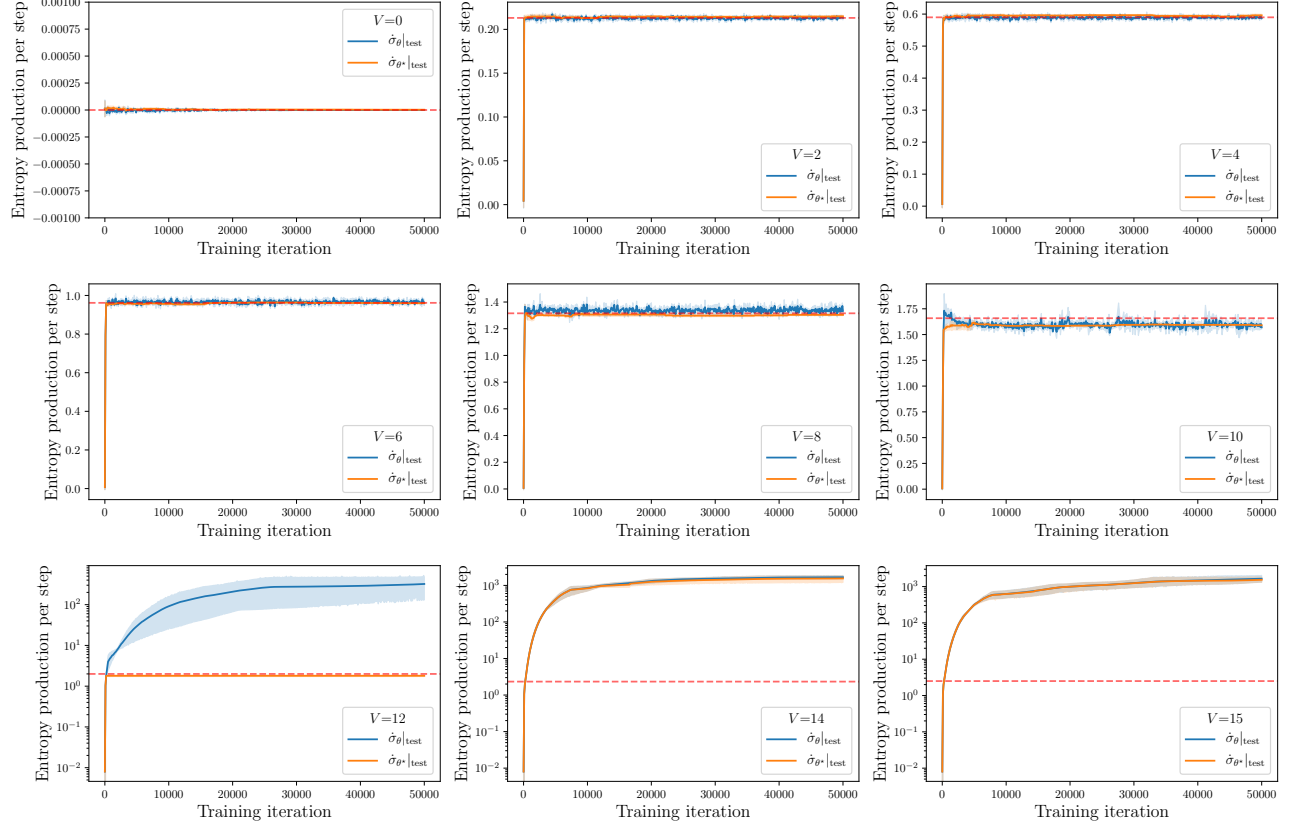 0.00100
0.00075
0.00050
0.00025
0.00000
−0.00025
−0.00050
−0.00075
−0.00100
Entropy production per step
V=0
σ̇θ|test
σ̇θ⋆|test
0 10000 20000 30000 40000 50000
Training iteration
0.20
0.15
0.10
0.05
0.00
Entropy production per step
V=2
σ̇θ|test
σ̇θ⋆|test
0 10000 20000 30000 40000 50000
Training iteration
0.6
0.5
0.4
0.3
0.2
0.1
0.0
Entropy production per step
V=4
σ̇θ|test
σ̇θ⋆|test
0 10000 20000 30000 40000 50000
Training iteration
1.0
0.8
0.6
0.4
0.2
0.0
Entropy production per step
V=6
σ̇θ|test
σ̇θ⋆|test
0 10000 20000 30000 40000 50000
Training iteration
1.4
1.2
1.0
0.8
0.6
0.4
0.2
0.0
Entropy production per step
V=8
σ̇θ|test
σ̇θ⋆|test
0 10000 20000 30000 40000 50000
Training iteration
1.75
1.50
1.25
1.00
0.75
0.50
0.25
0.00
Entropy production per step
V=10
σ̇θ|test
σ̇θ⋆|test
0 10000 20000 30000 40000 50000
Training iteration
10²
10¹
10⁰
10⁻¹
10⁻²
Entropy production per step
V=12
σ̇θ|test
σ̇θ⋆|test
0 10000 20000 30000 40000 50000
Training iteration
10³
10²
10¹
10⁰
10⁻¹
10⁻²
Entropy production per step
V=14
σ̇θ|test
σ̇θ⋆|test
0 10000 20000 30000 40000 50000
Training iteration
10³
10²
10¹
10⁰
10⁻¹
10⁻²
Entropy production per step
V=15
σ̇θ|test
σ̇θ⋆|test
0 10000 20000 30000 40000 50000
Training iteration